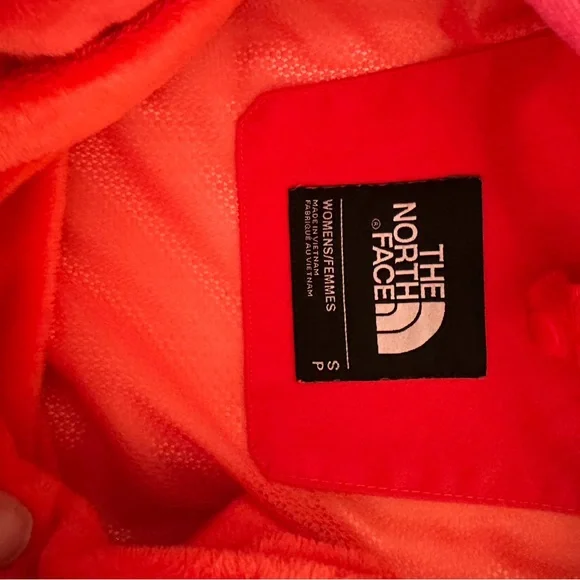 THE
NORTH
FACE®
WOMENS/FEMMES
MADE IN VIETNAM
FABRIQUÉ AU VIETNAM
S
P